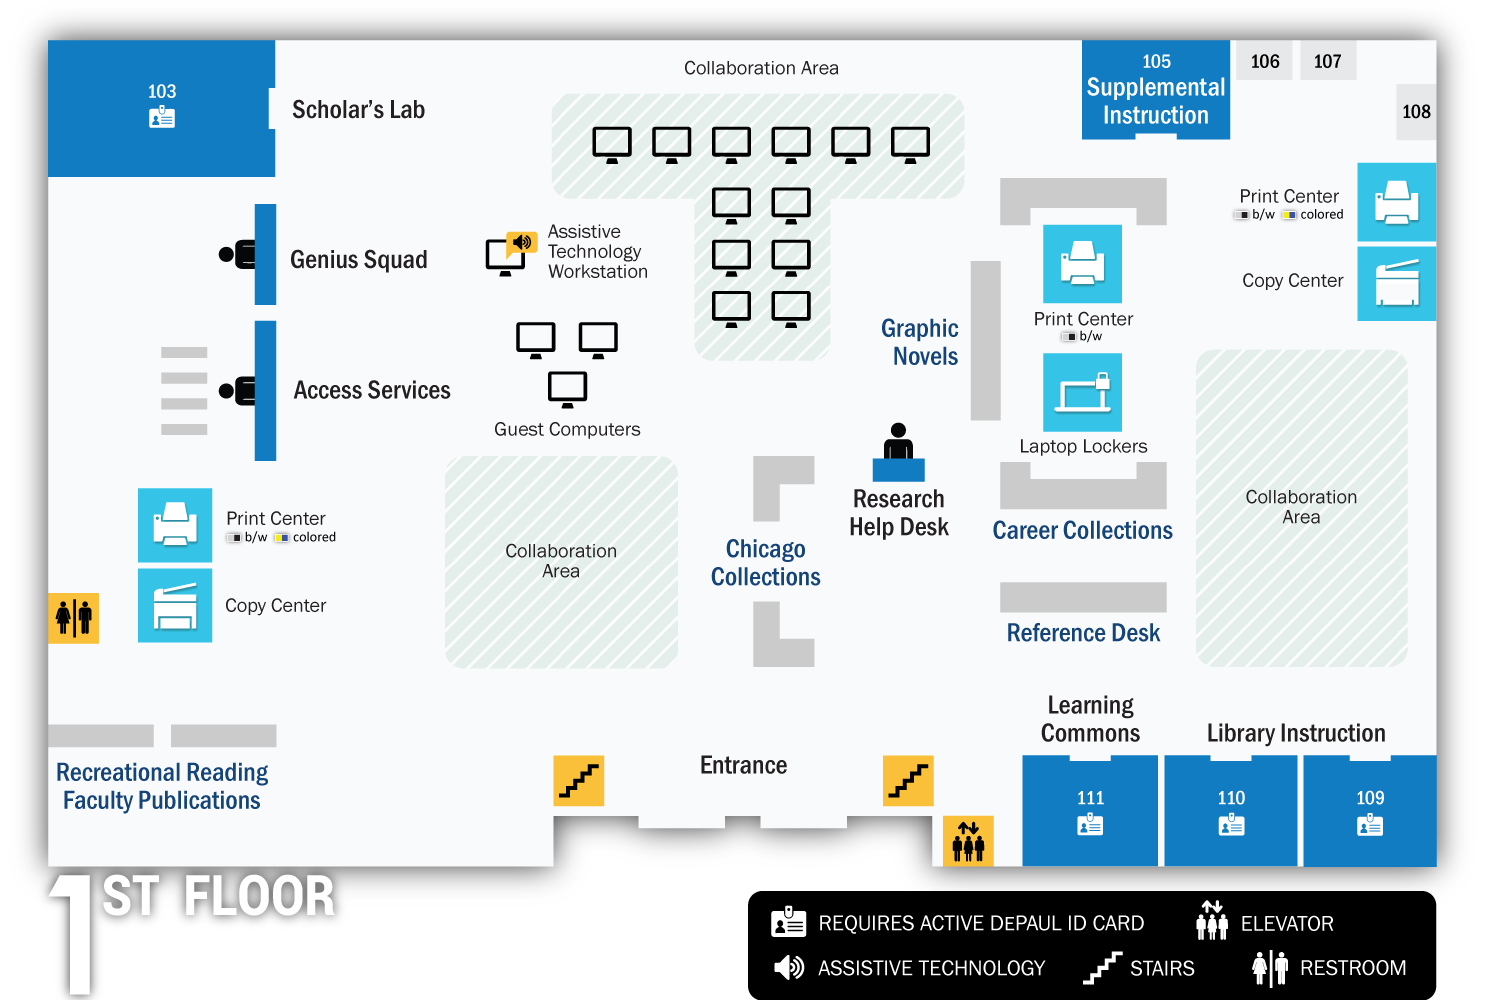 Collaboration Area
103
Scholar's Lab
105
Supplemental
Instruction
106
107
108
Print Center
b/w colored
Copy Center
Genius Squad
Assistive
Technology
Workstation
Graphic
Novels
Print Center
b/w
Laptop Lockers
Access Services
Guest Computers
Collaboration
Area
Research
Help Desk
Career Collections
Collaboration
Area
Print Center
b/w colored
Copy Center
Chicago
Collections
Reference Desk
Recreational Reading
Faculty Publications
Entrance
Learning
Commons
Library Instruction
111
110
109
1ST FLOOR
REQUIRES ACTIVE DePAUL ID CARD
ELEVATOR
ASSISTIVE TECHNOLOGY
STAIRS
RESTROOM